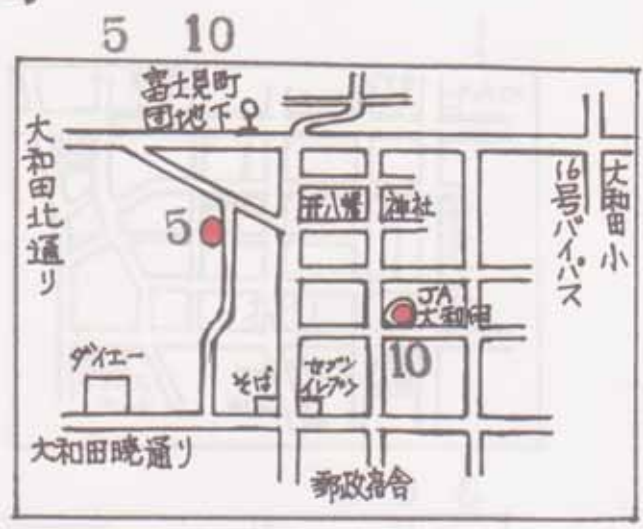 5 10
富士見町
団地下
大和田北通り
大和田小
16号バイパス
井八幡 神社
5
JA
大和田
10
ダイエー
そば
セブン
イレブン
大和田暁通り
郵政宿舎